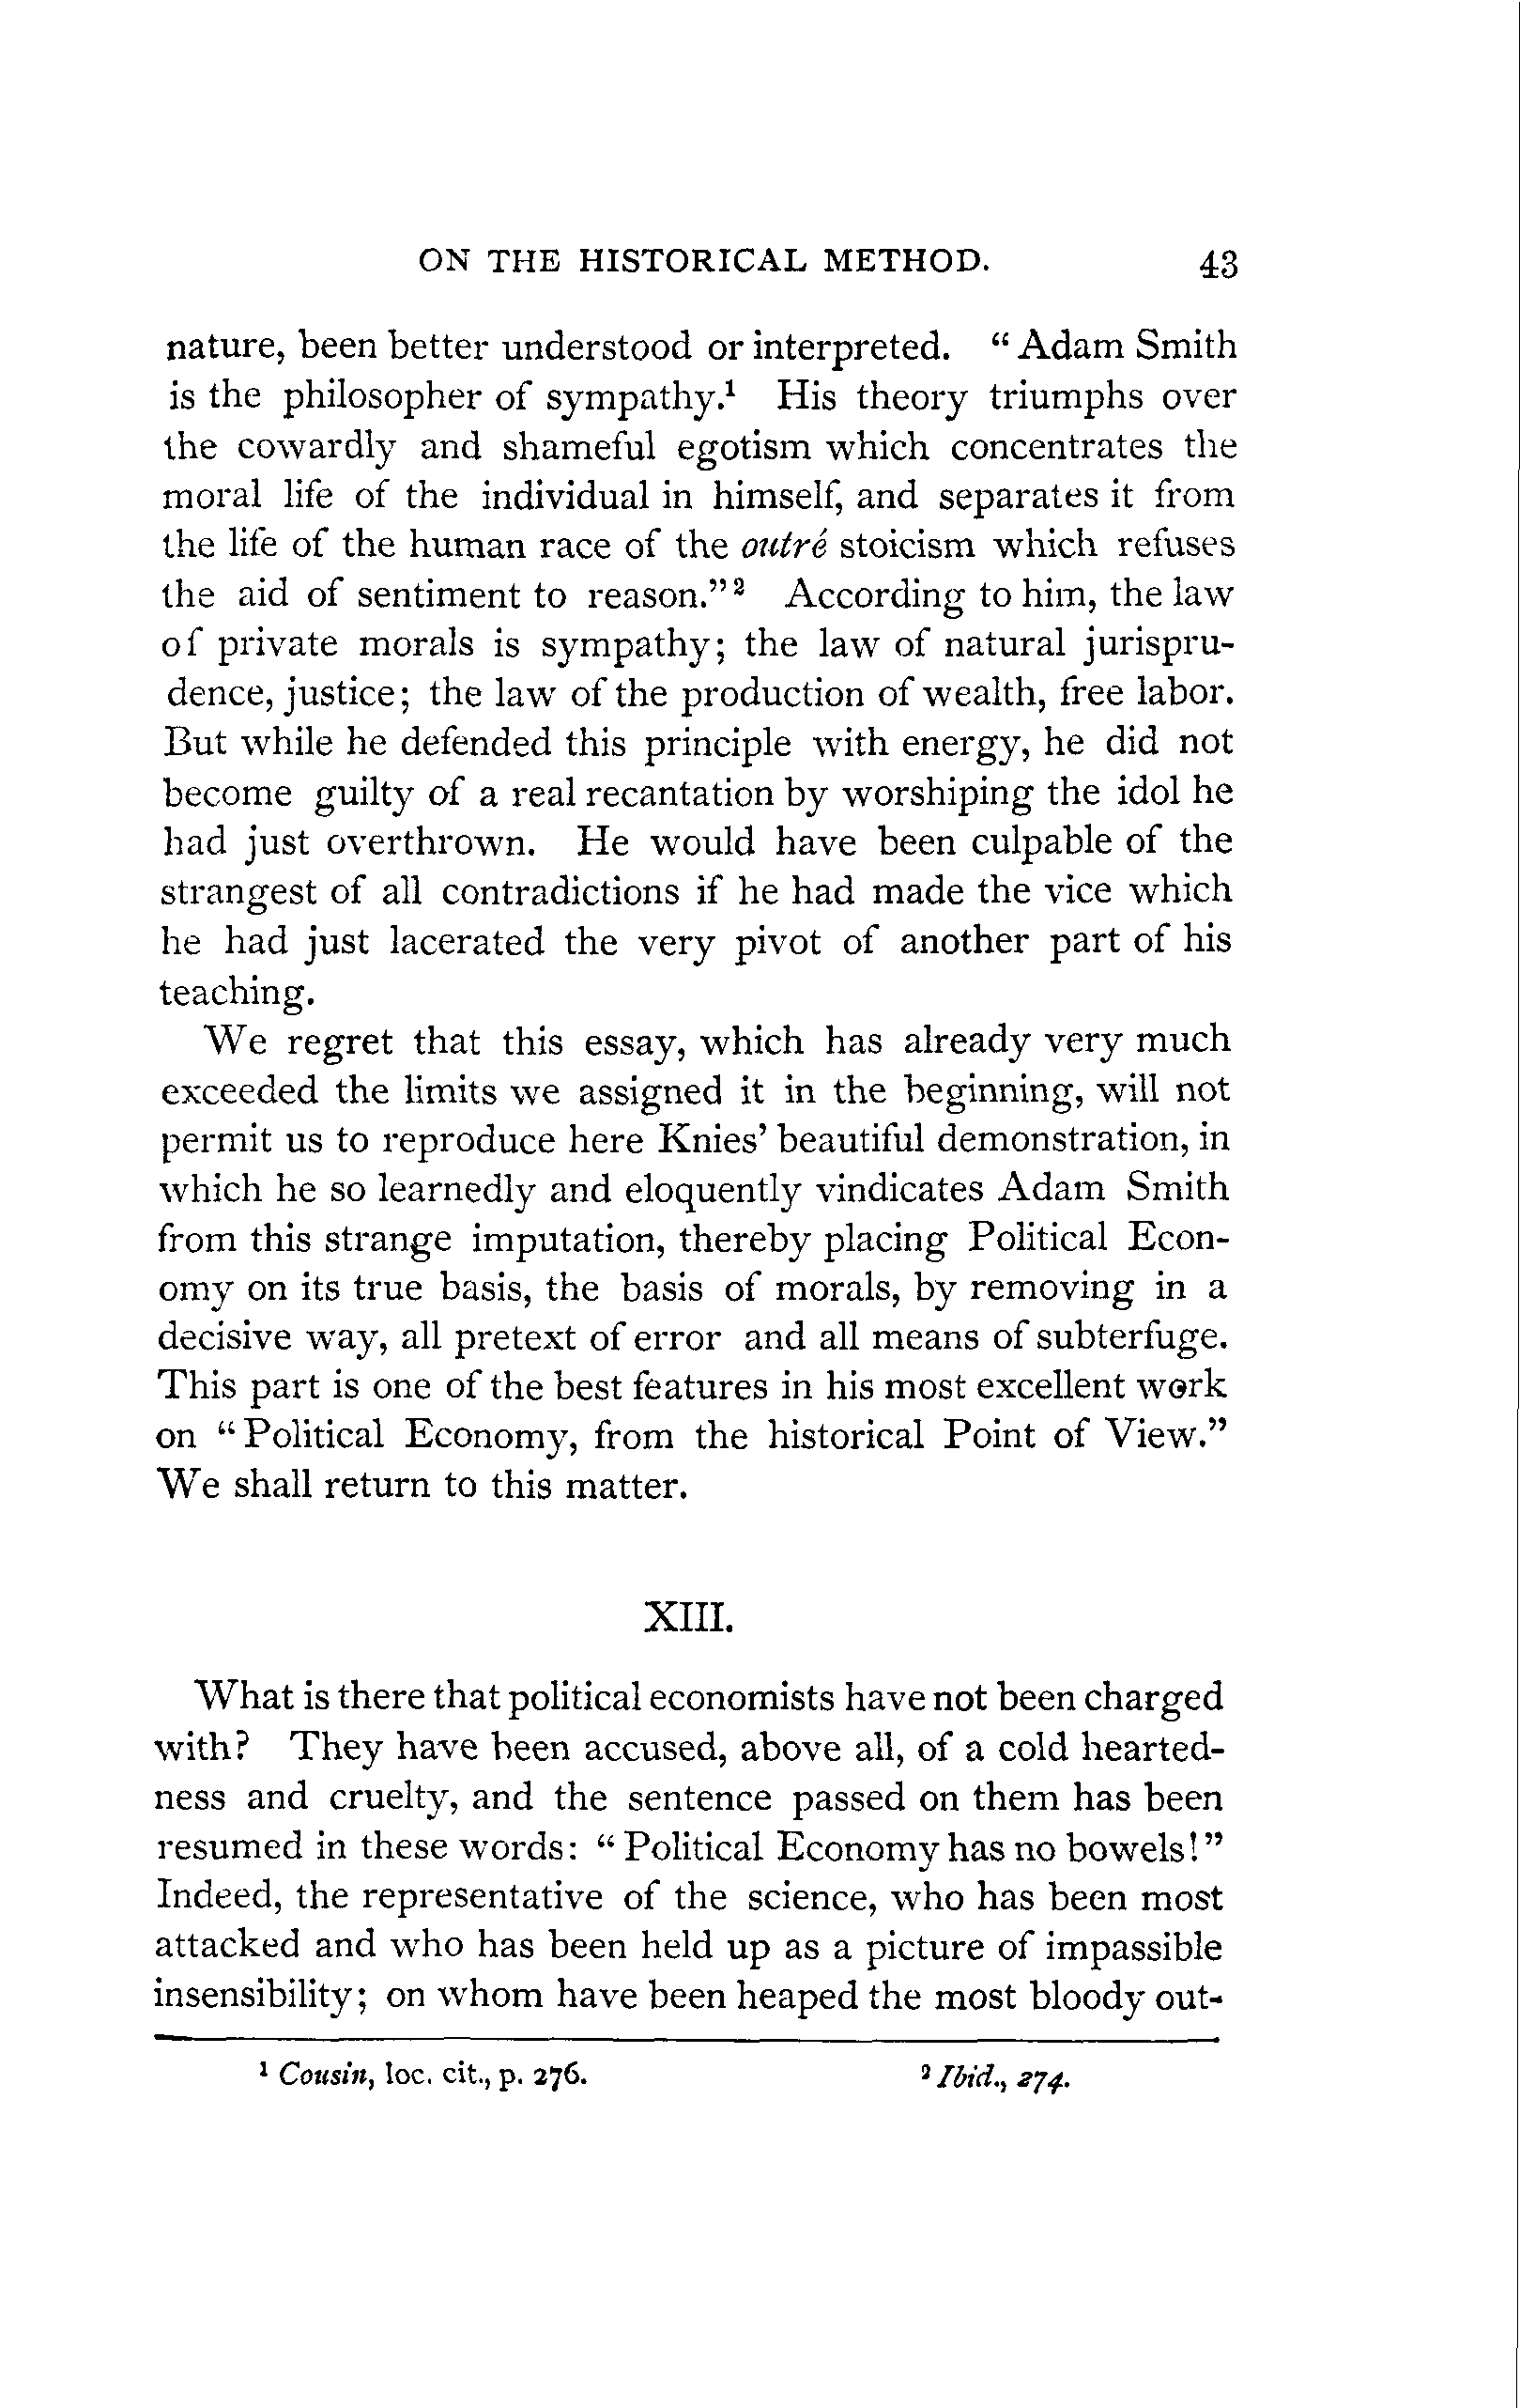 ON THE HISTORICAL METHOD. 43
nature, been better understood or interpreted. “Adam Smith
is the philosopher of sympathy.¹ His theory triumphs over
the cowardly and shameful egotism which concentrates the
moral life of the individual in himself, and separates it from
the life of the human race of the outré stoicism which refuses
the aid of sentiment to reason.”² According to him, the law
of private morals is sympathy; the law of natural jurispru-
dence, justice; the law of the production of wealth, free labor.
But while he defended this principle with energy, he did not
become guilty of a real recantation by worshiping the idol he
had just overthrown. He would have been culpable of the
strangest of all contradictions if he had made the vice which
he had just lacerated the very pivot of another part of his
teaching.
We regret that this essay, which has already very much
exceeded the limits we assigned it in the beginning, will not
permit us to reproduce here Knies’ beautiful demonstration, in
which he so learnedly and eloquently vindicates Adam Smith
from this strange imputation, thereby placing Political Econ-
omy on its true basis, the basis of morals, by removing in a
decisive way, all pretext of error and all means of subterfuge.
This part is one of the best features in his most excellent work
on “Political Economy, from the historical Point of View.”
We shall return to this matter.
XIII.
What is there that political economists have not been charged
with? They have been accused, above all, of a cold hearted-
ness and cruelty, and the sentence passed on them has been
resumed in these words: “Political Economy has no bowels!”
Indeed, the representative of the science, who has been most
attacked and who has been held up as a picture of impassible
insensibility; on whom have been heaped the most bloody out-
¹ Cousin, loc. cit., p. 276. ² Ibid., 274.